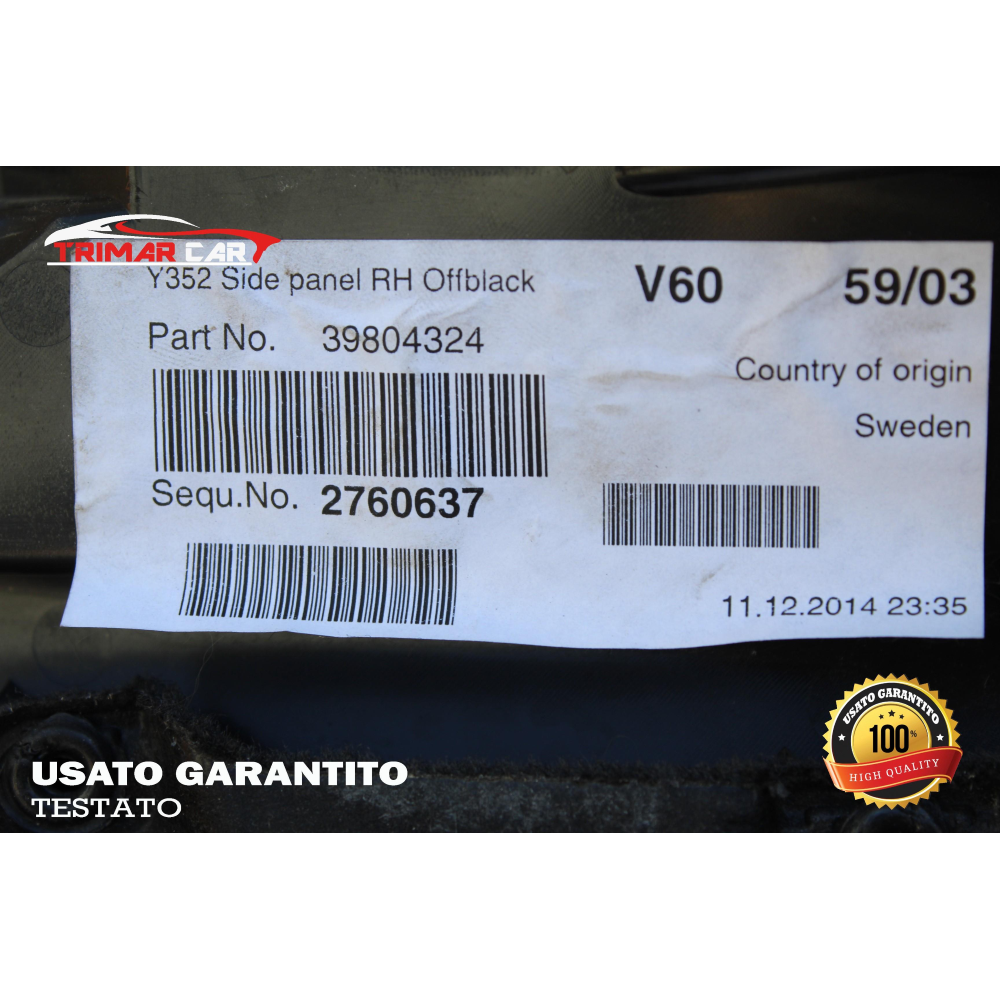 TRIMAR CAR
Y352 Side panel RH Offblack
V60
59/03
Part No. 39804324
Country of origin
Sweden
Sequ.No. 2760637
11.12.2014 23:35
USATO GARANTITO
100%
HIGH QUALITY
USATO GARANTITO
TESTATO